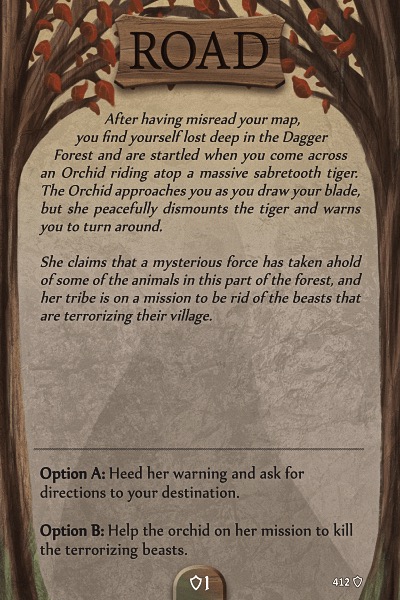 ROAD
After having misread your map,
you find yourself lost deep in the Dagger
Forest and are startled when you come across
an Orchid riding atop a massive sabretooth tiger.
The Orchid approaches you as you draw your blade,
but she peacefully dismounts the tiger and warns
you to turn around.
She claims that a mysterious force has taken ahold
of some of the animals in this part of the forest, and
her tribe is on a mission to be rid of the beasts that
are terrorizing their village.
Option A: Heed her warning and ask for
directions to your destination.
Option B: Help the orchid on her mission to kill
the terrorizing beasts.
1
412